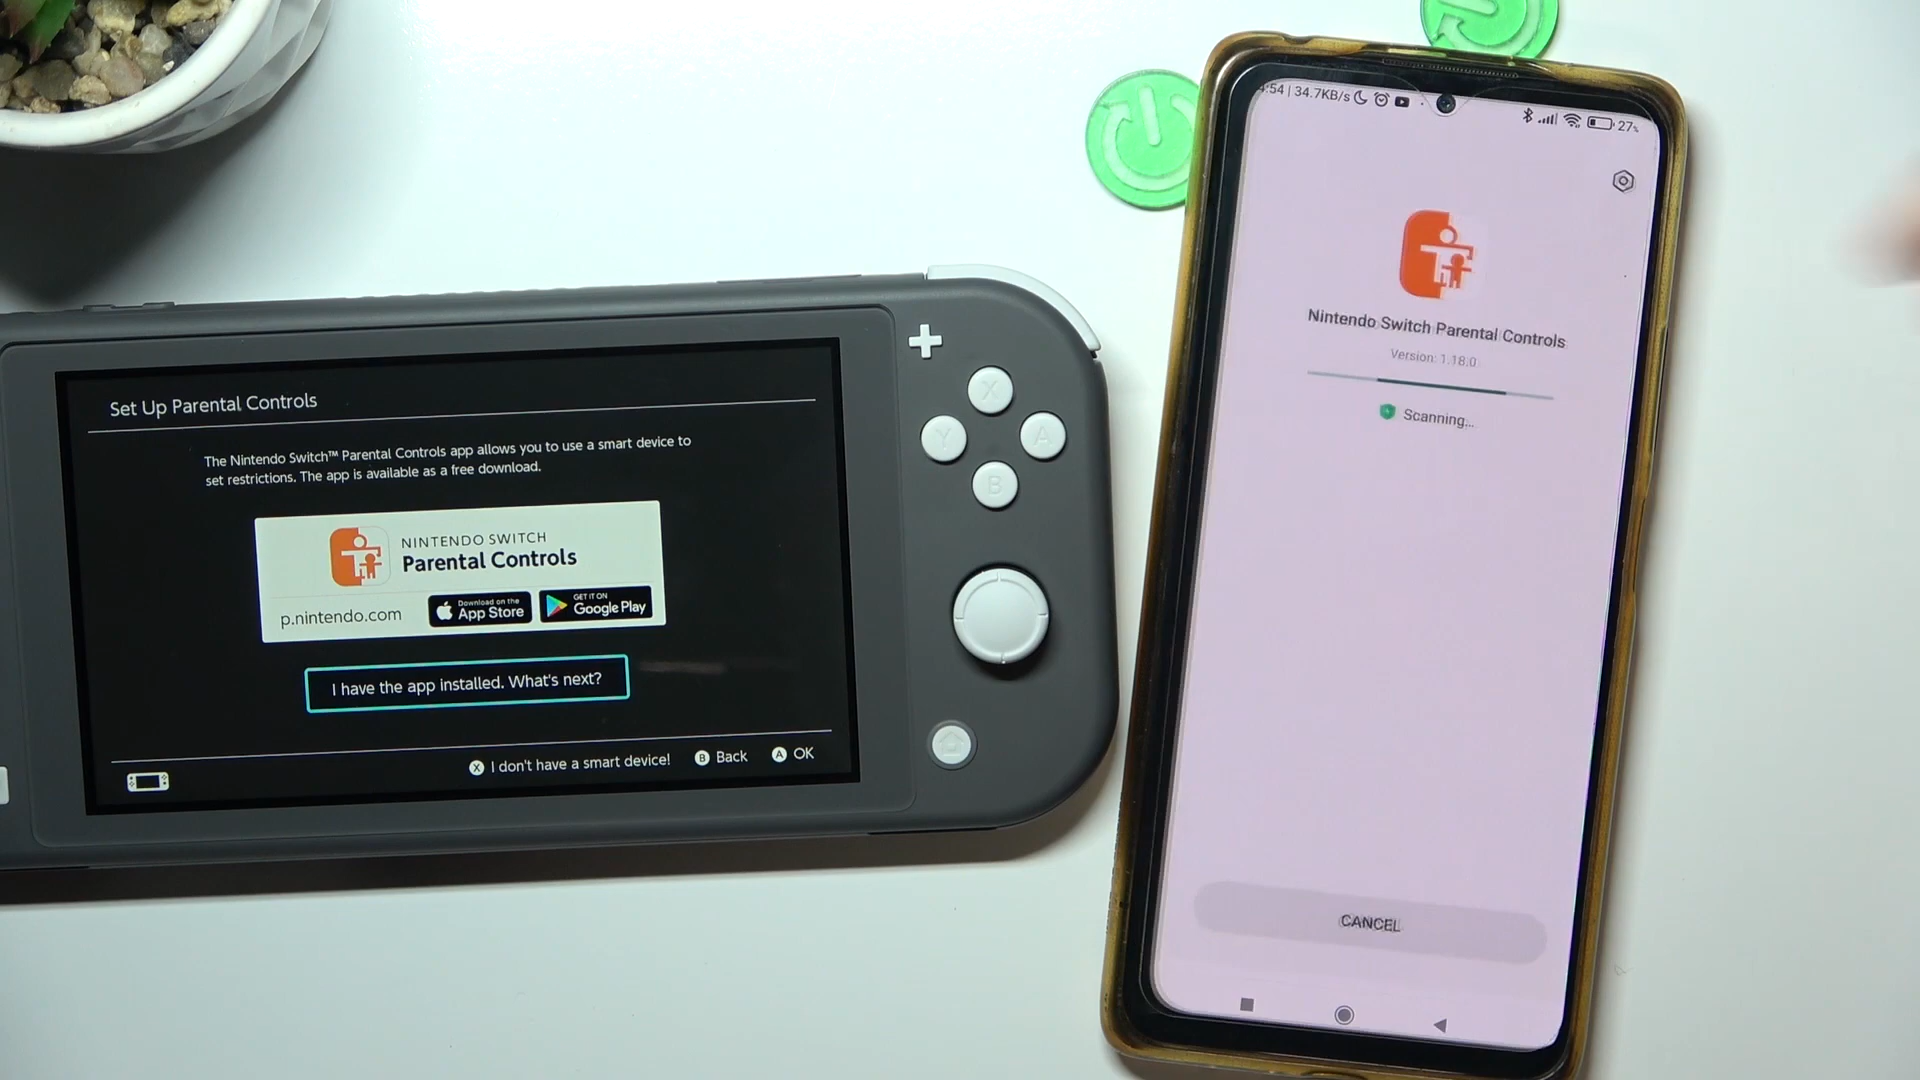 Set Up Parental Controls
The Nintendo Switch™ Parental Controls app allows you to use a smart device to
set restrictions. The app is available as a free download.
NINTENDO SWITCH
Parental Controls
p.nintendo.com
Download on the
App Store
GET IT ON
Google Play
I have the app installed. What's next?
X I don't have a smart device!
B Back
A OK
X
Y
A
B
4:54 | 34.7KB/s
27%
Nintendo Switch Parental Controls
Version: 1.18.0
Scanning...
CANCEL